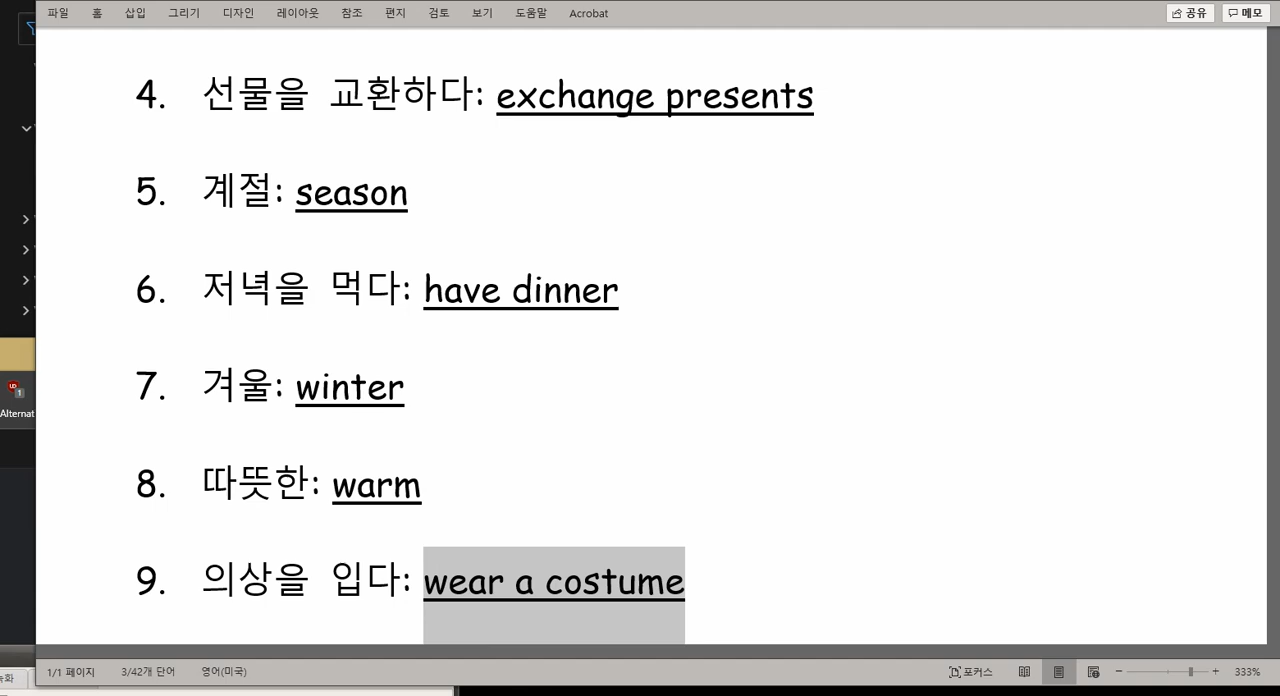 파일 홈 삽입 그리기 디자인 레이아웃 참조 편지 검토 보기 도움말 Acrobat 공유 메모
4. 선물을 교환하다: exchange presents
5. 계절: season
6. 저녁을 먹다: have dinner
7. 겨울: winter
8. 따뜻한: warm
Alternat
9. 의상을 입다: wear a costume
1/1 페이지 3/42개 단어 영어(미국) 포커스 333%